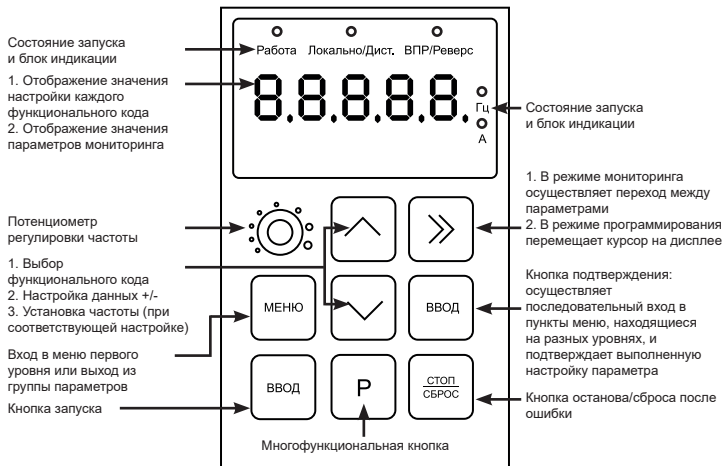 Состояние запуска
и блок индикации
1. Отображение значения
настройки каждого
функционального кода
2. Отображение значения
параметров мониторинга
Потенциометр
регулировки частоты
1. Выбор
функционального кода
2. Настройка данных +/-
3. Установка частоты (при
соответствующей настройке)
Вход в меню первого
уровня или выход из
группы параметров
Кнопка запуска
Работа Локально/Дист. ВПР/Реверс
8.8.8.8.8.
Гц
А
МЕНЮ
ВВОД
ВВОД
P
СТОП
СБРОС
Многофункциональная кнопка
Состояние запуска
и блок индикации
1. В режиме мониторинга
осуществляет переход между
параметрами
2. В режиме программирования
перемещает курсор на дисплее
Кнопка подтверждения:
осуществляет
последовательный вход в
пункты меню, находящиеся
на разных уровнях, и
подтверждает выполненную
настройку параметра
Кнопка останова/сброса после
ошибки